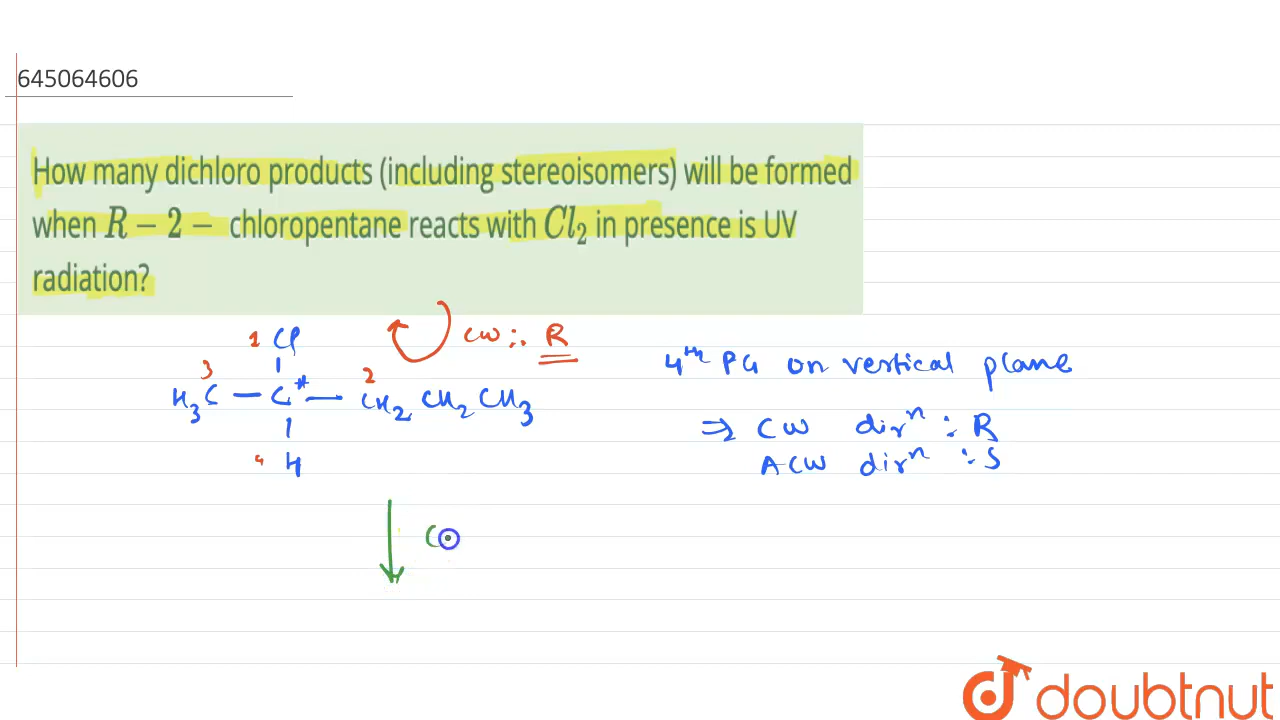 645064606
How many dichloro products (including stereoisomers) will be formed
when R - 2 - chloropentane reacts with Cl2 in presence is UV
radiation?
1 Cl
CW ∴ R
3
2
H3C - C* - CH2 CH2 CH3
4 H
4th PG on vertical plane
⇒ CW dirn : R
ACW dirn : S
C
doubtnut